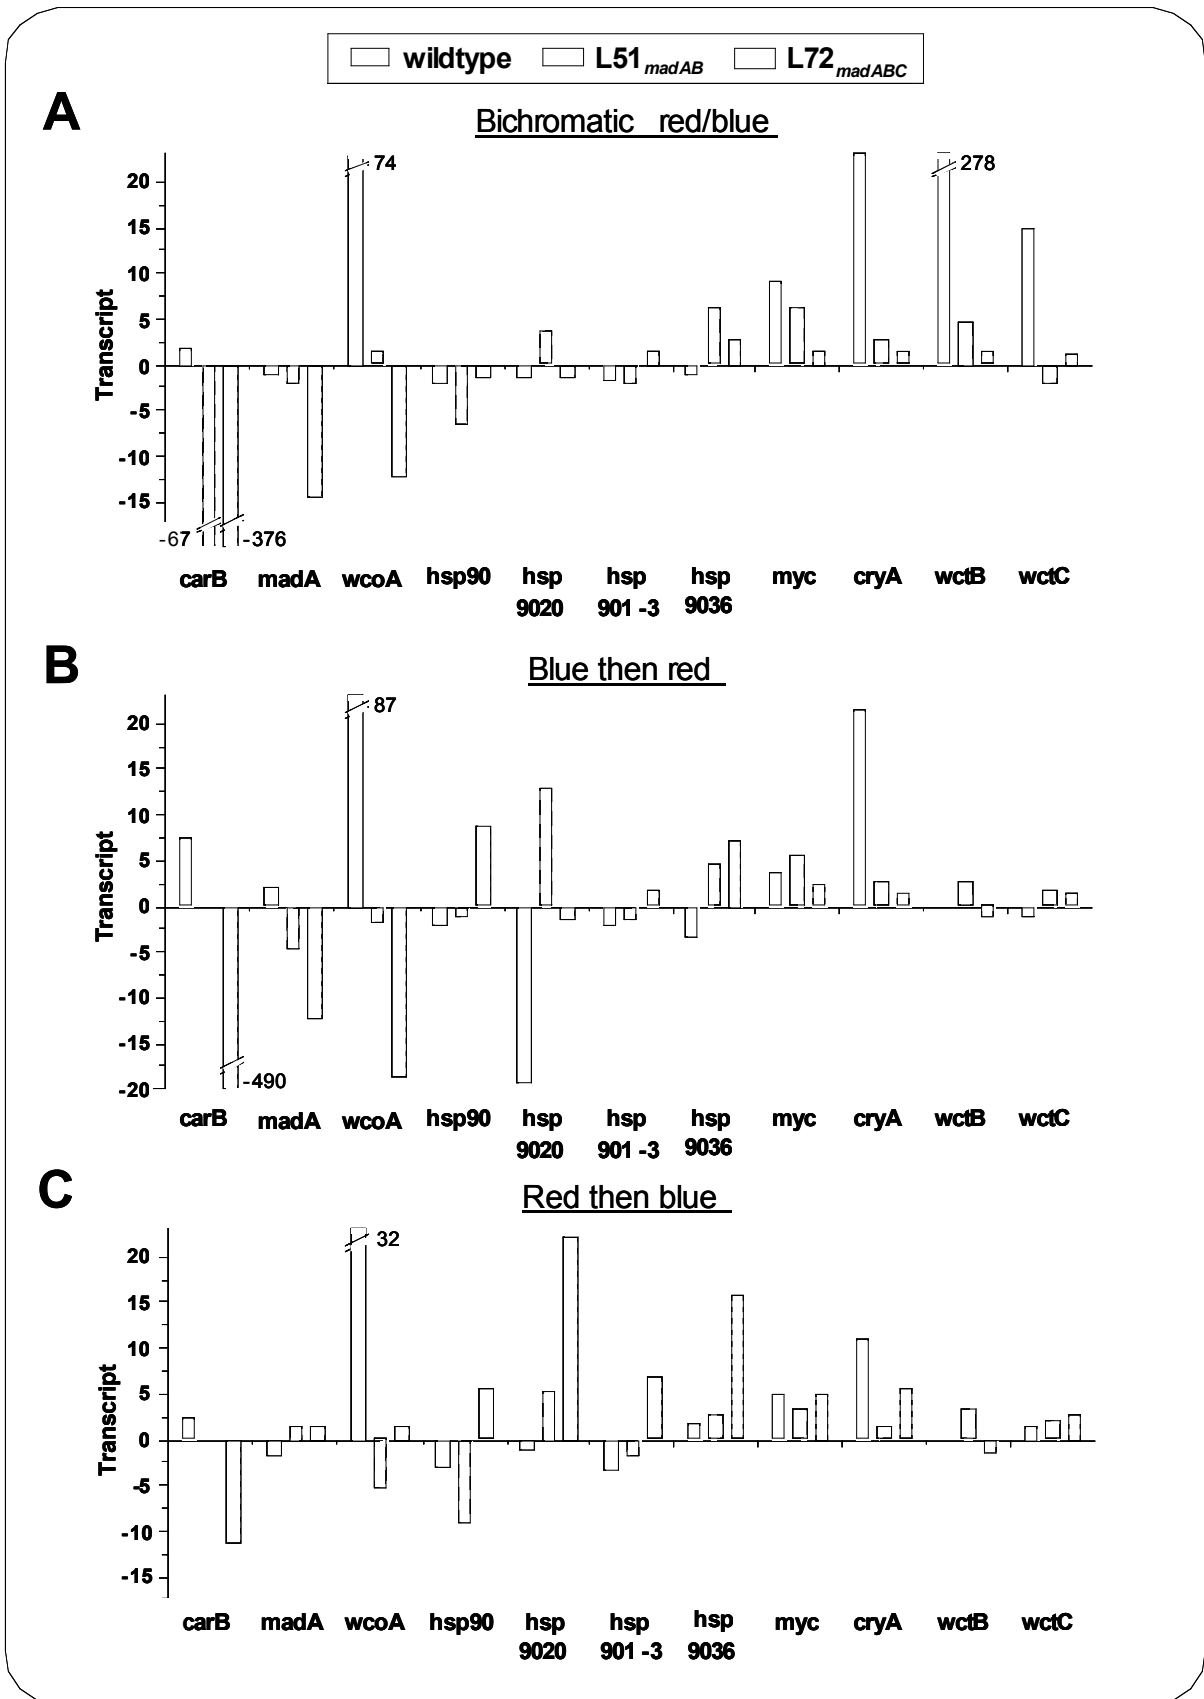 wildtype L51madAB L72madABC
A
Bichromatic red/blue
Transcript
20
15
10
5
0
-5
-10
-15
74
278
-67
-376
carB madA wcoA hsp90 hsp hsp hsp myc cryA wctB wctC
9020 901 -3 9036
B
Blue then red
Transcript
20
15
10
5
0
-5
-10
-15
-20
87
-490
carB madA wcoA hsp90 hsp hsp hsp myc cryA wctB wctC
9020 901 -3 9036
C
Red then blue
Transcript
20
15
10
5
0
-5
-10
-15
32
carB madA wcoA hsp90 hsp hsp hsp myc cryA wctB wctC
9020 901 -3 9036